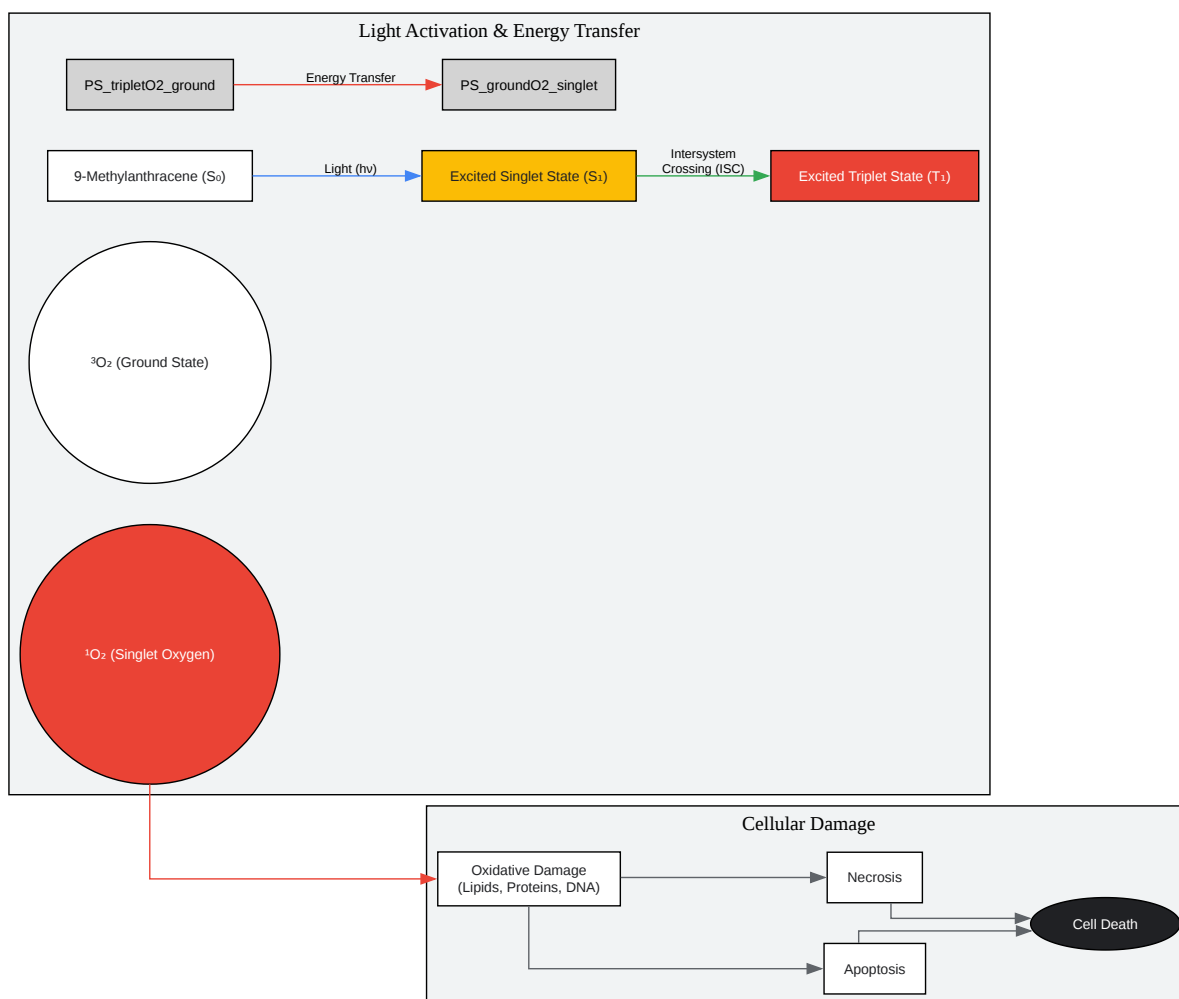 Light Activation & Energy Transfer
PS_tripletO2_ground
Energy Transfer
PS_groundO2_singlet
9-Methylanthracene (S₀)
Light (hν)
Excited Singlet State (S₁)
Intersystem
Crossing (ISC)
Excited Triplet State (T₁)
³O₂ (Ground State)
¹O₂ (Singlet Oxygen)
Cellular Damage
Oxidative Damage
(Lipids, Proteins, DNA)
Necrosis
Cell Death
Apoptosis